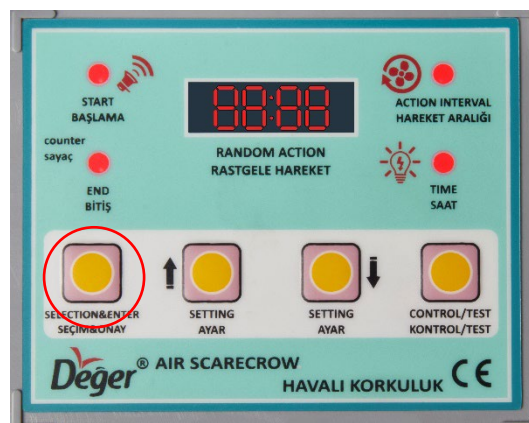 START
BAŞLAMA
88:88
ACTION INTERVAL
HAREKET ARALIĞI
counter
sayaç
RANDOM ACTION
RASTGELE HAREKET
END
BİTİŞ
TIME
SAAT
SELECTION&ENTER
SEÇİM&ONAY
SETTING
AYAR
SETTING
AYAR
CONTROL/TEST
KONTROL/TEST
Değer® AIR SCARECROW
HAVALI KORKULUK CE